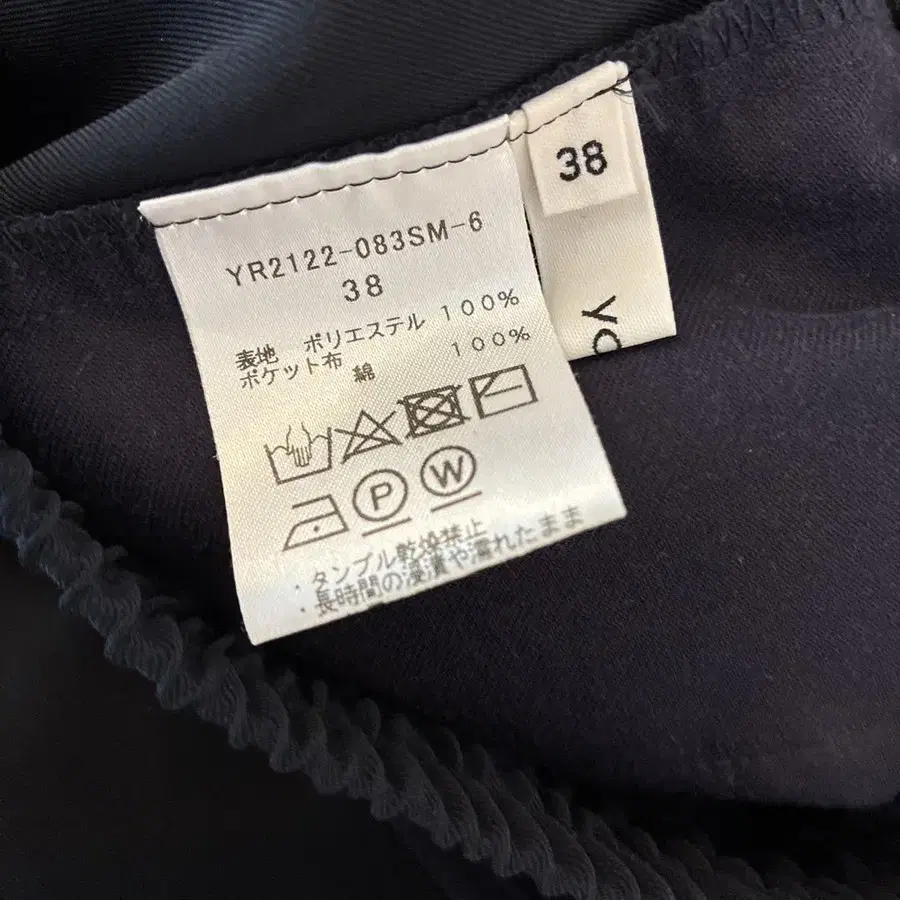 YR2122-083SM-6
38
表地 ポリエステル 100%
ポケット布
綿 100%
P W
・タンブル乾燥禁止
・長時間の浸漬や濡れたまま
38
YO